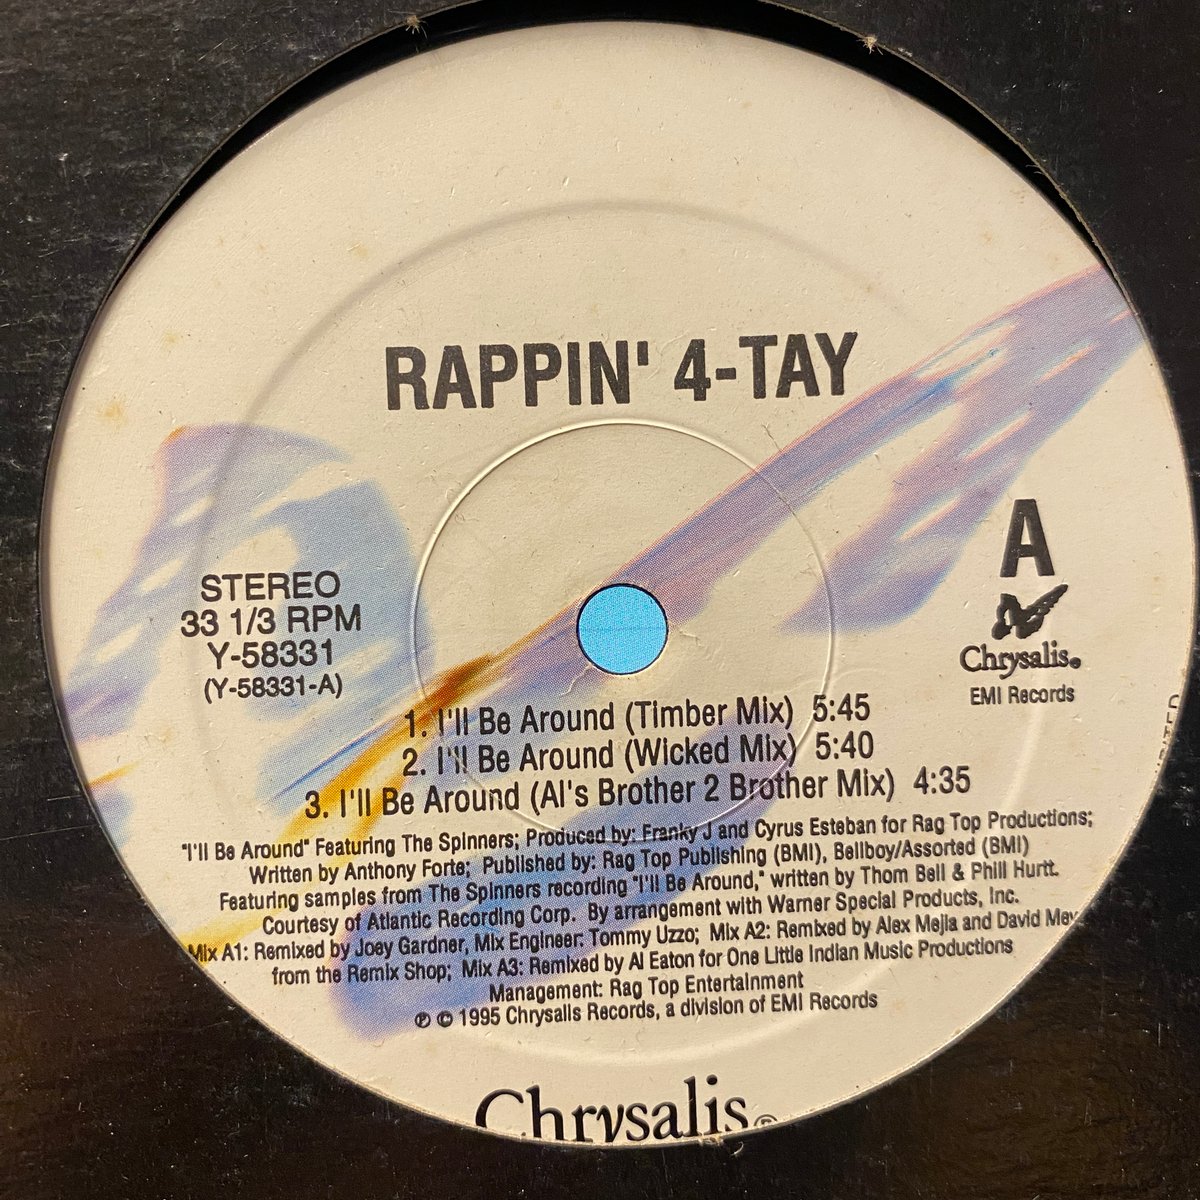 RAPPIN' 4-TAY
STEREO
33 1/3 RPM
Y-58331
(Y-58331-A)
A
Chrysalis®
EMI Records
1. I'll Be Around (Timber Mix) 5:45
2. I'll Be Around (Wicked Mix) 5:40
3. I'll Be Around (Al's Brother 2 Brother Mix) 4:35
"I'll Be Around" Featuring The Spinners; Produced by: Franky J and Cyrus Esteban for Rag Top Productions;
Written by Anthony Forte; Published by: Rag Top Publishing (BMI), Bellboy/Assorted (BMI)
Featuring samples from The Spinners recording "I'll Be Around," written by Thom Bell & Phill Hurtt.
Courtesy of Atlantic Recording Corp. By arrangement with Warner Special Products, Inc.
Mix A1: Remixed by Joey Gardner, Mix Engineer: Tommy Uzzo; Mix A2: Remixed by Alex Mejia and David
from the Remix Shop; Mix A3: Remixed by Al Eaton for One Little Indian Music Productions
Management: Rag Top Entertainment
℗ © 1995 Chrysalis Records, a division of EMI Records
Chrysalis®